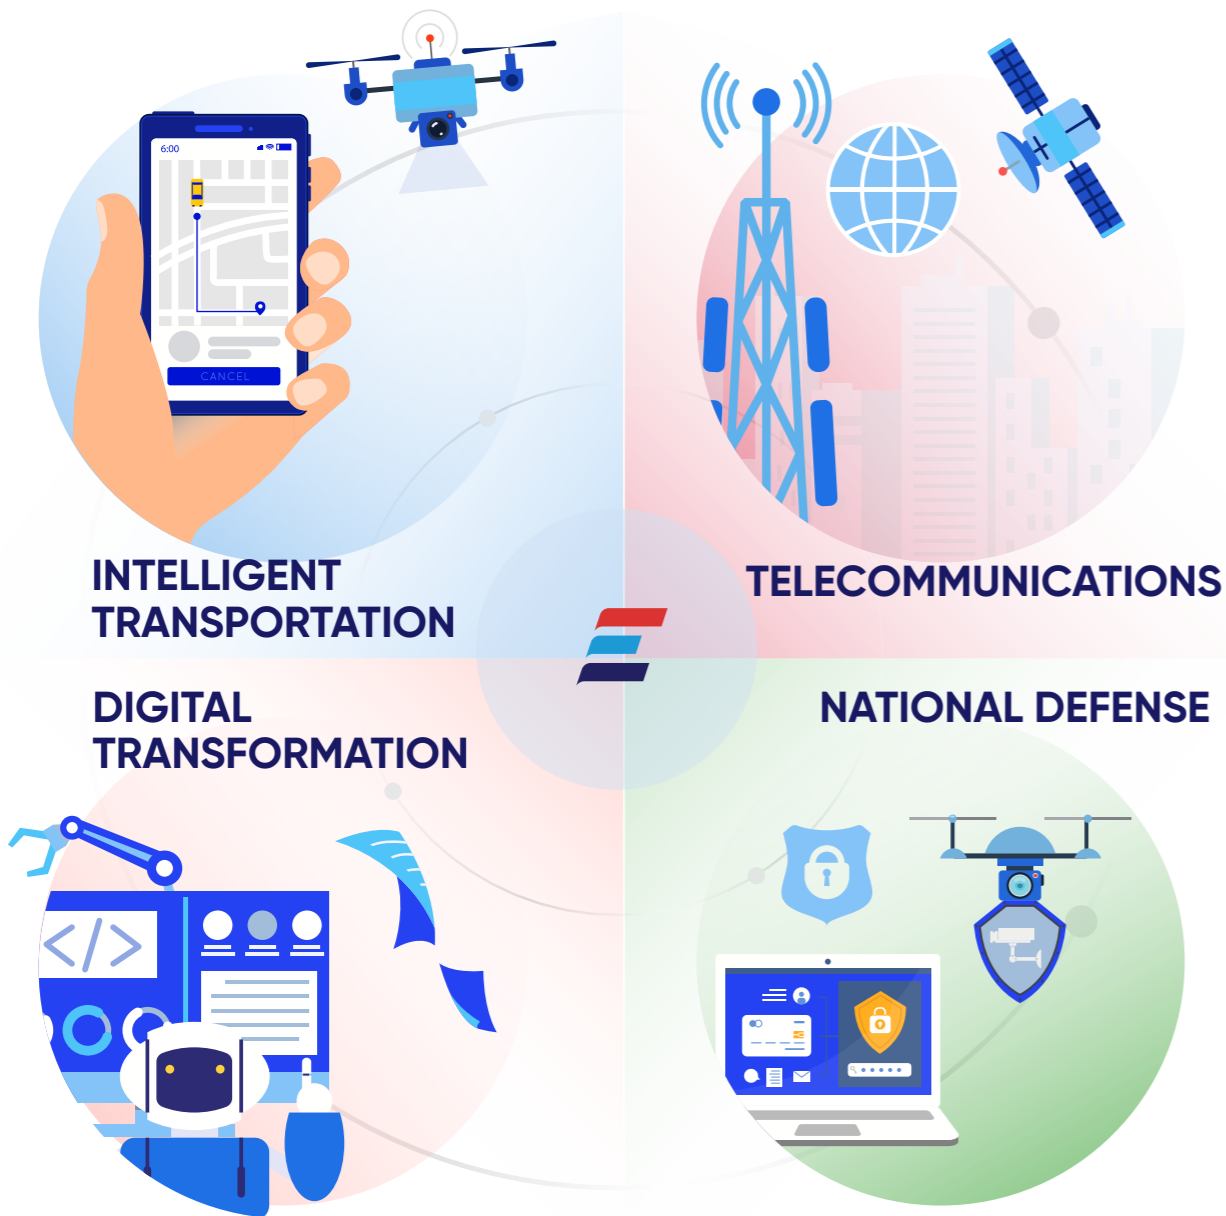 6:00
CANCEL
INTELLIGENT
TRANSPORTATION
TELECOMMUNICATIONS
DIGITAL
TRANSFORMATION
NATIONAL DEFENSE
</>